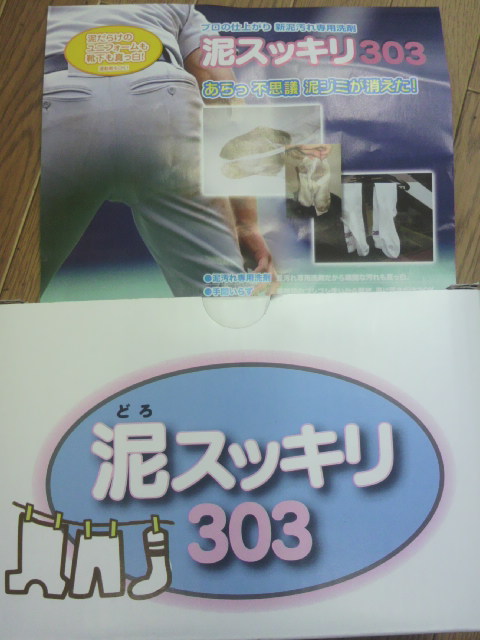 プロの仕上がり 新泥汚れ専用洗剤
泥だらけの
ユニフォームも
靴下も真っ白!
泥スッキリ303
あらっ 不思議 泥ジミが消えた!
●泥汚れ専用洗剤
●手間いらず
どろ
泥スッキリ
303